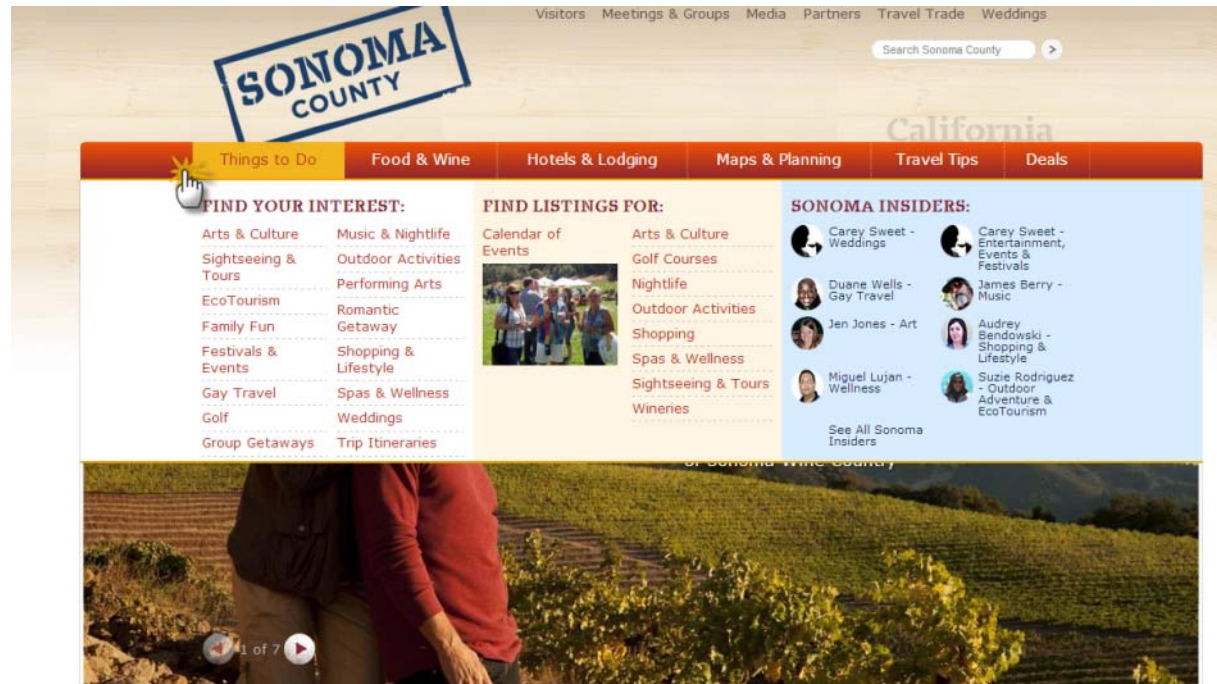 Visitors Meetings & Groups Media Partners Travel Trade Weddings
SONOMA
COUNTY
Search Sonoma County
California
Things to Do Food & Wine Hotels & Lodging Maps & Planning Travel Tips Deals
FIND YOUR INTEREST:
Arts & Culture
Sightseeing &
Tours
EcoTourism
Family Fun
Festivals &
Events
Gay Travel
Golf
Group Getaways
Music & Nightlife
Outdoor Activities
Performing Arts
Romantic
Getaway
Shopping &
Lifestyle
Spas & Wellness
Weddings
Trip Itineraries
FIND LISTINGS FOR:
Calendar of
Events
Arts & Culture
Golf Courses
Nightlife
Outdoor Activities
Shopping
Spas & Wellness
Sightseeing & Tours
Wineries
SONOMA INSIDERS:
Carey Sweet -
Weddings
Duane Wells -
Gay Travel
Jen Jones - Art
Miguel Lujan -
Wellness
See All Sonoma
Insiders
Carey Sweet -
Entertainment,
Events &
Festivals
James Berry -
Music
Audrey
Bendowski -
Shopping &
Lifestyle
Suzie Rodriguez
- Outdoor
Adventure &
EcoTourism
of Sonoma Wine Country
1 of 7